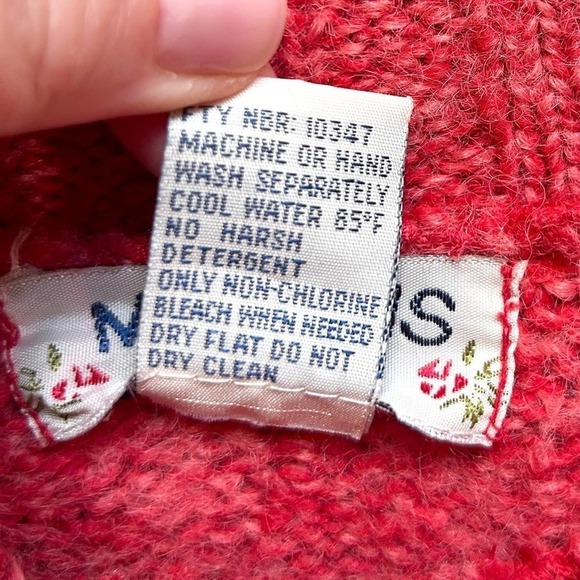 FTY NBR: 10347
MACHINE OR HAND
WASH SEPARATELY
COOL WATER 85°F
NO HARSH
DETERGENT
ONLY NON-CHLORINE
BLEACH WHEN NEEDED
DRY FLAT DO NOT
DRY CLEAN